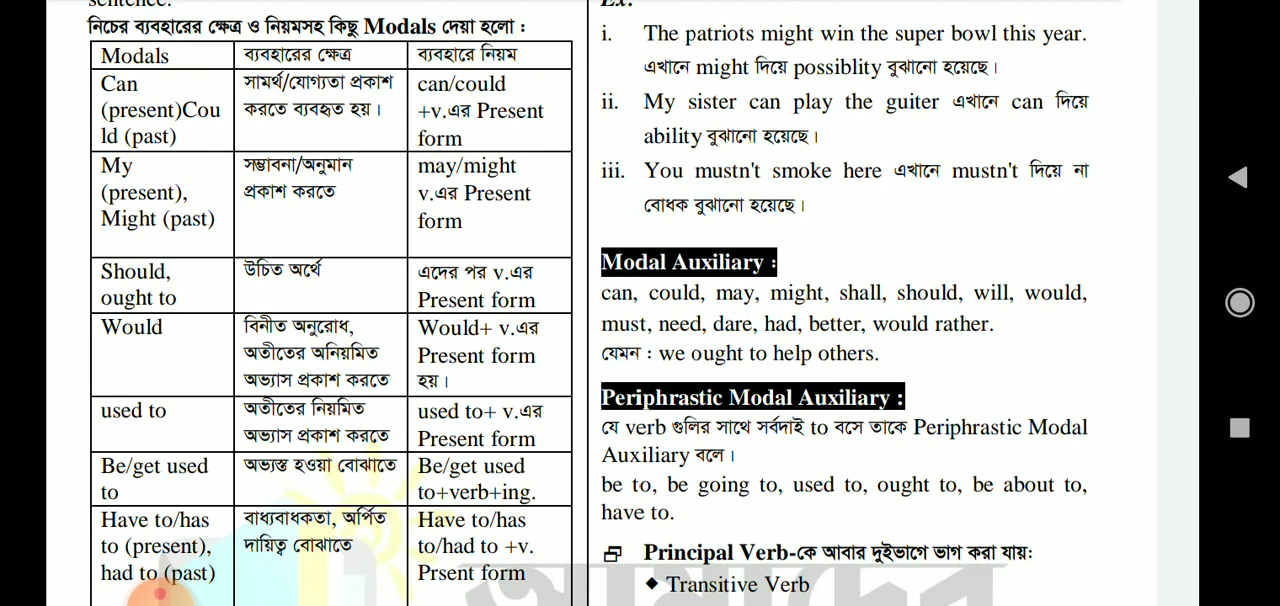 sentence.
নিচের ব্যবহারের ক্ষেত্র ও নিয়মসহ কিছু Modals দেয়া হলো :
Modals ব্যবহারের ক্ষেত্র ব্যবহারে নিয়ম
Can সামর্থ/যোগ্যতা প্রকাশ can/could
(present)Cou করতে ব্যবহৃত হয়। +v.এর Present
ld (past) form
My সম্ভাবনা/অনুমান may/might
(present), প্রকাশ করতে v.এর Present
Might (past) form
Should, উচিত অর্থে এদের পর v.এর
ought to Present form
Would বিনীত অনুরোধ, Would+ v.এর
অতীতের অনিয়মিত Present form
অভ্যাস প্রকাশ করতে হয়।
used to অতীতের নিয়মিত used to+ v.এর
অভ্যাস প্রকাশ করতে Present form
Be/get used অভ্যস্ত হওয়া বোঝাতে Be/get used
to to+verb+ing.
Have to/has বাধ্যবাধকতা, অর্পিত Have to/has
to (present), দায়িত্ব বোঝাতে to/had to +v.
had to (past) Prsent form
Ex.
i. The patriots might win the super bowl this year.
এখানে might দিয়ে possiblity বুঝানো হয়েছে।
ii. My sister can play the guiter এখানে can দিয়ে
ability বুঝানো হয়েছে।
iii. You mustn't smoke here এখানে mustn't দিয়ে না
বোধক বুঝানো হয়েছে।
Modal Auxiliary :
can, could, may, might, shall, should, will, would,
must, need, dare, had, better, would rather.
যেমন : we ought to help others.
Periphrastic Modal Auxiliary :
যে verb গুলির সাথে সর্বদাই to বসে তাকে Periphrastic Modal
Auxiliary বলে।
be to, be going to, used to, ought to, be about to,
have to.
Principal Verb-কে আবার দুইভাগে ভাগ করা যায়:
◆ Transitive Verb